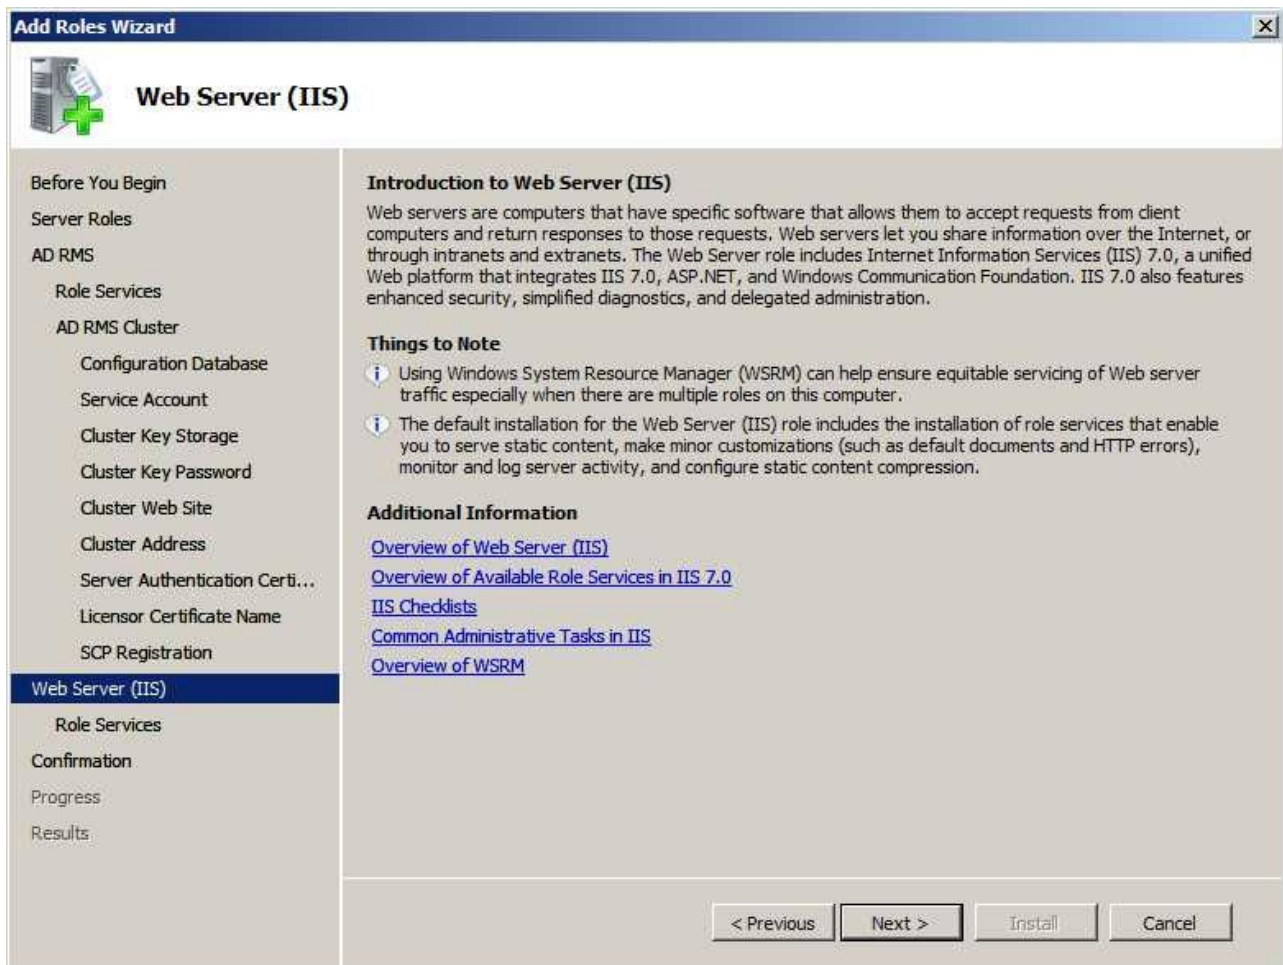 Add Roles Wizard
Web Server (IIS)
Before You Begin
Server Roles
AD RMS
Role Services
AD RMS Cluster
Configuration Database
Service Account
Cluster Key Storage
Cluster Key Password
Cluster Web Site
Cluster Address
Server Authentication Certi...
Licensor Certificate Name
SCP Registration
Web Server (IIS)
Role Services
Confirmation
Progress
Results
Introduction to Web Server (IIS)
Web servers are computers that have specific software that allows them to accept requests from client
computers and return responses to those requests. Web servers let you share information over the Internet, or
through intranets and extranets. The Web Server role includes Internet Information Services (IIS) 7.0, a unified
Web platform that integrates IIS 7.0, ASP.NET, and Windows Communication Foundation. IIS 7.0 also features
enhanced security, simplified diagnostics, and delegated administration.
Things to Note
Using Windows System Resource Manager (WSRM) can help ensure equitable servicing of Web server
traffic especially when there are multiple roles on this computer.
The default installation for the Web Server (IIS) role includes the installation of role services that enable
you to serve static content, make minor customizations (such as default documents and HTTP errors),
monitor and log server activity, and configure static content compression.
Additional Information
Overview of Web Server (IIS)
Overview of Available Role Services in IIS 7.0
IIS Checklists
Common Administrative Tasks in IIS
Overview of WSRM
< Previous
Next >
Install
Cancel